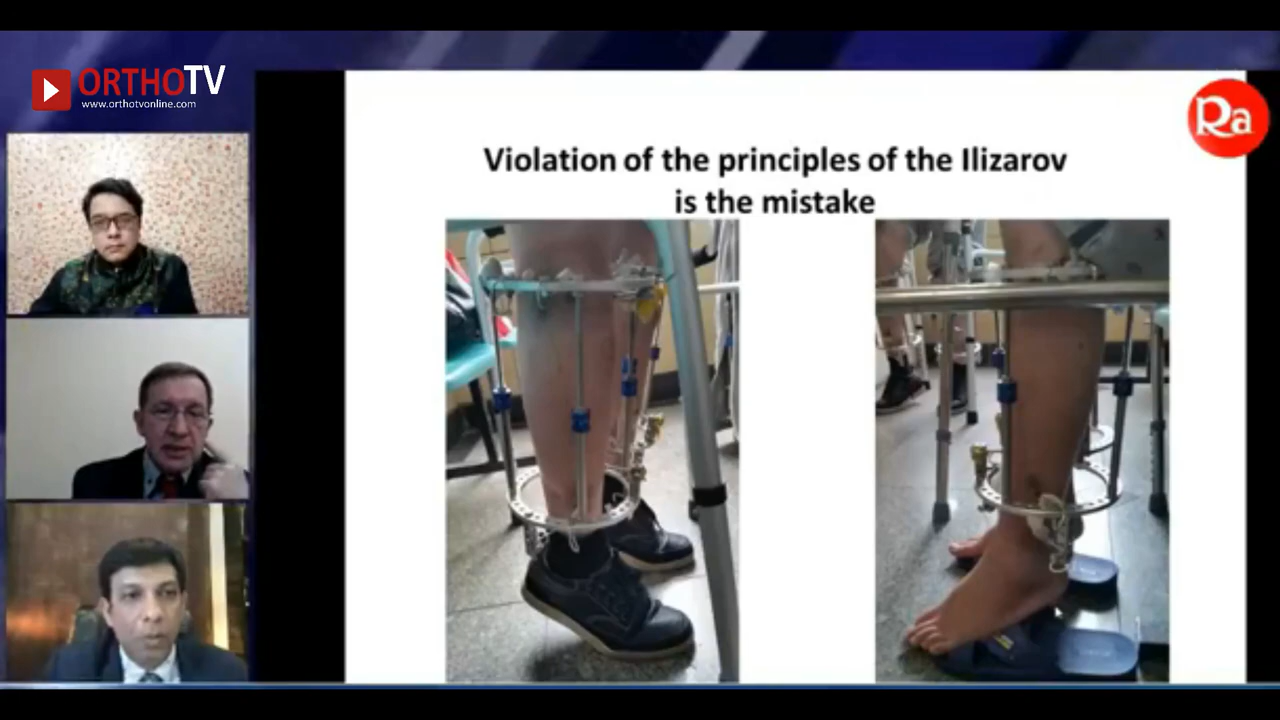 ORTHOTV
www.orthotvonline.com
Ra
Violation of the principles of the Ilizarov
is the mistake